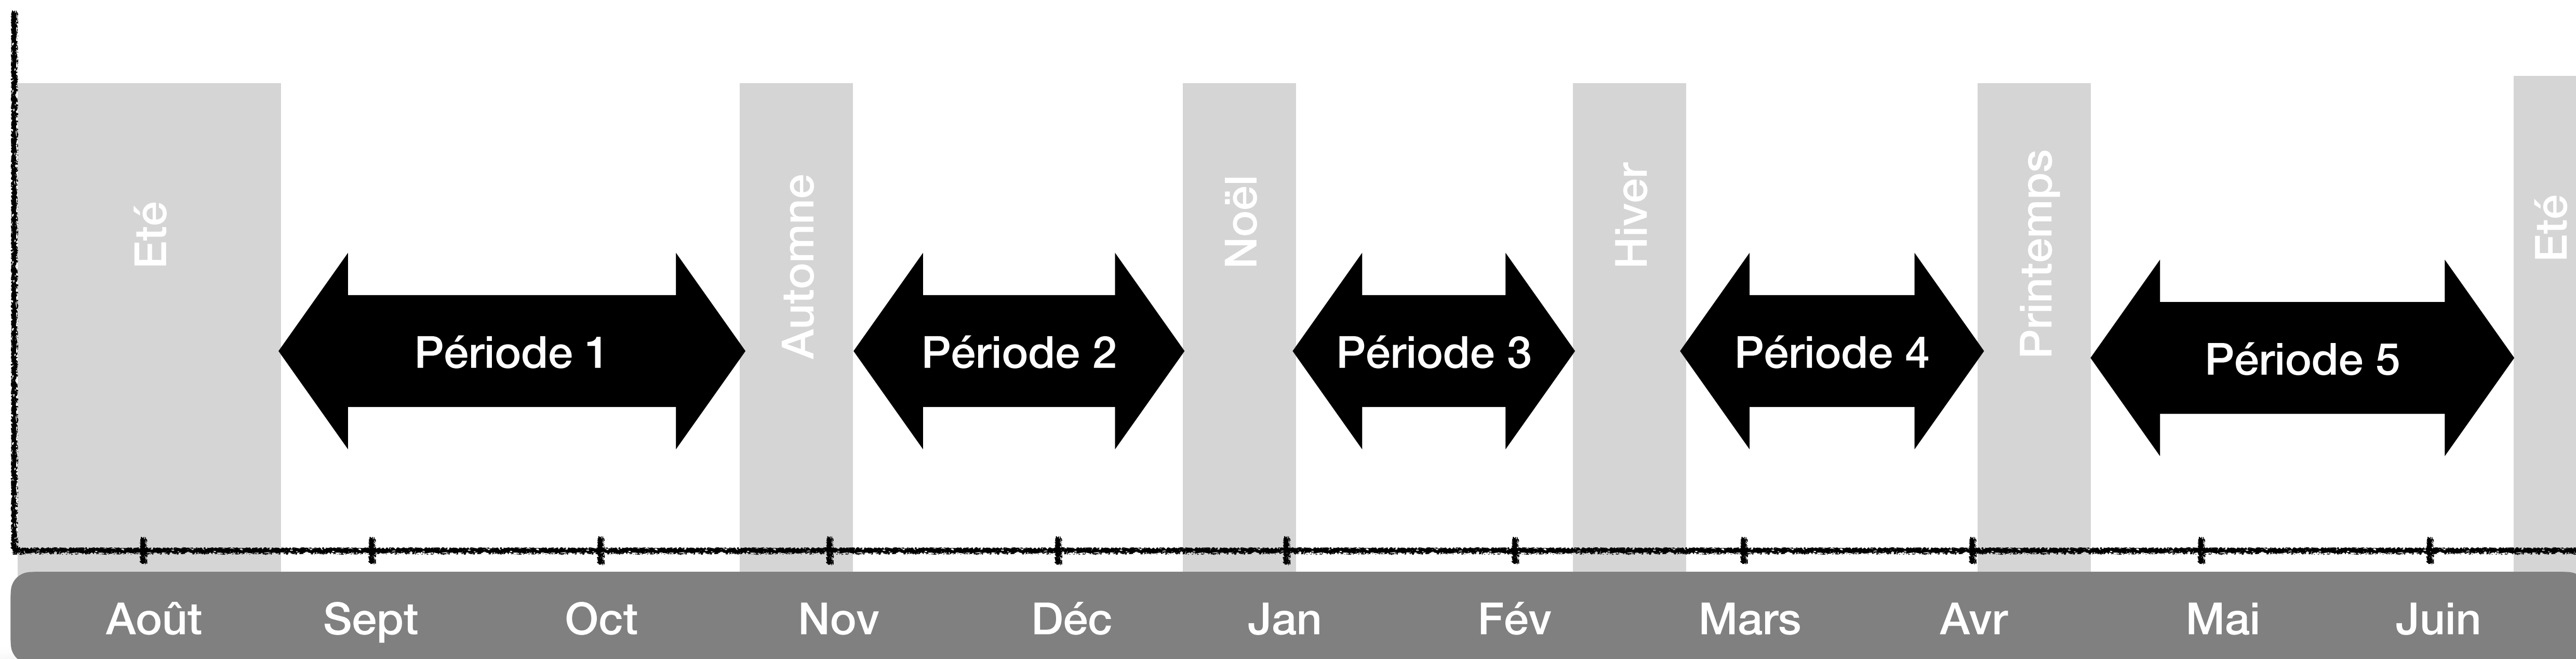 Eté
Automne
Noël
Hiver
Printemps
Eté
Période 1
Période 2
Période 3
Période 4
Période 5
Août
Sept
Oct
Nov
Déc
Jan
Fév
Mars
Avr
Mai
Juin